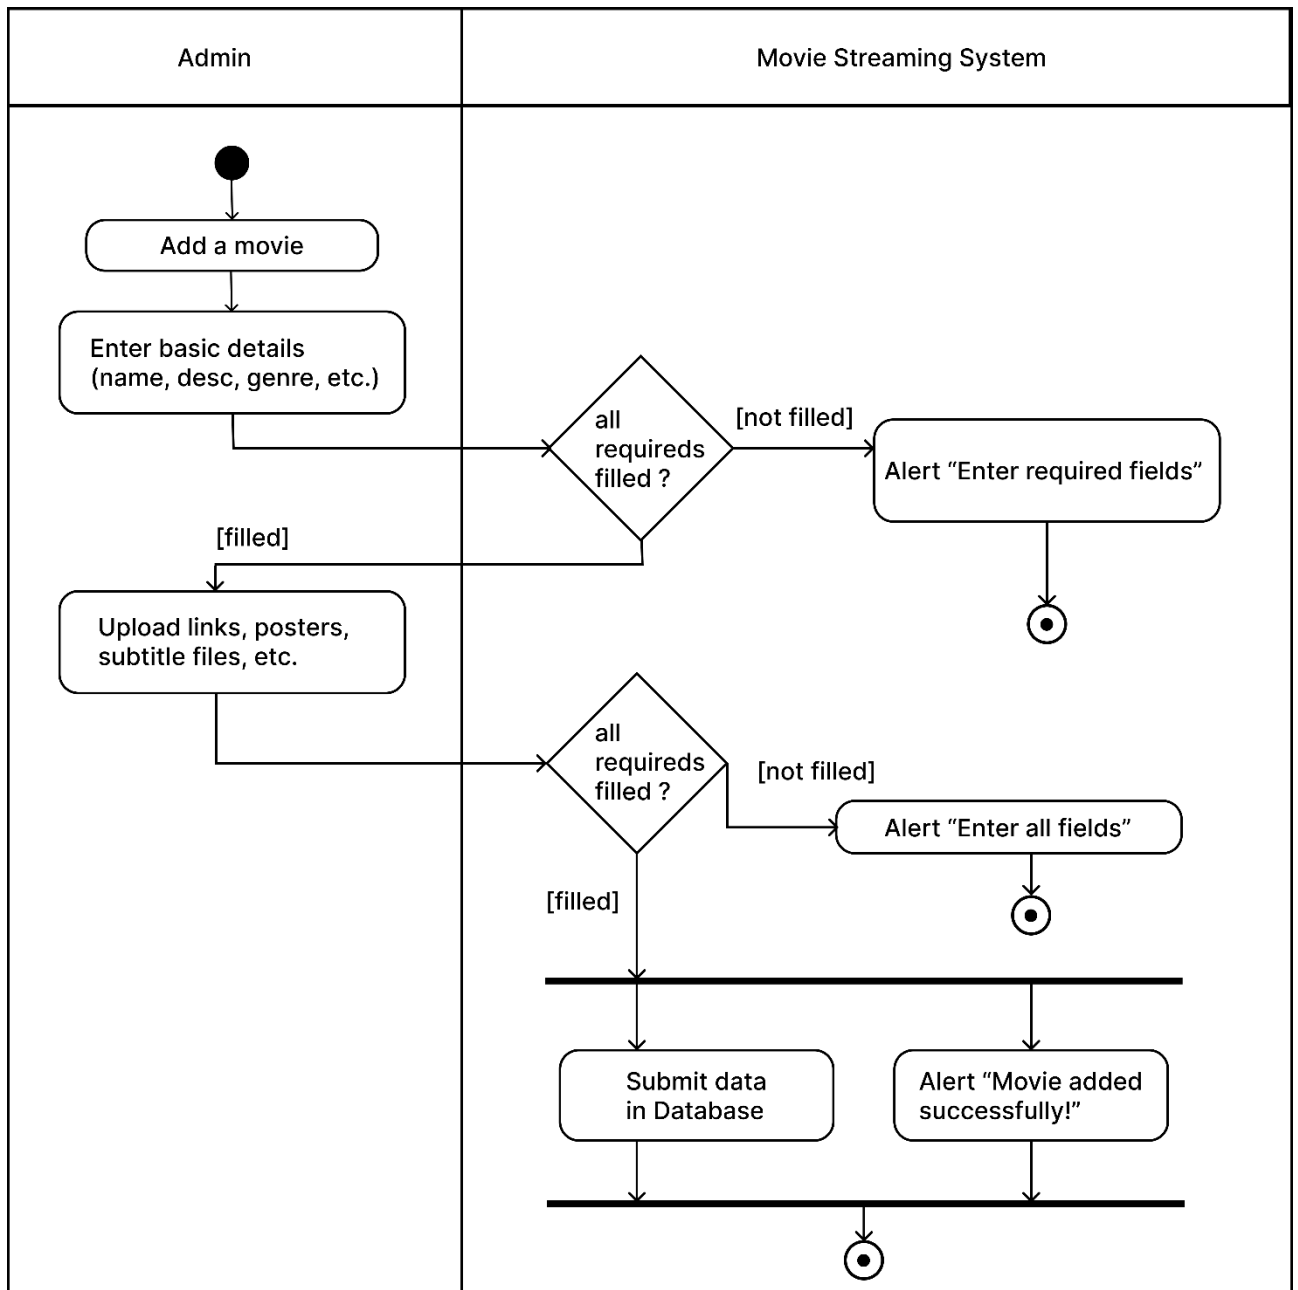 Admin
Movie Streaming System
Add a movie
Enter basic details
(name, desc, genre, etc.)
all
requireds
filled ?
[not filled]
Alert “Enter required fields”
[filled]
Upload links, posters,
subtitle files, etc.
all
requireds
filled ?
[not filled]
Alert “Enter all fields”
[filled]
Submit data
in Database
Alert “Movie added
successfully!”